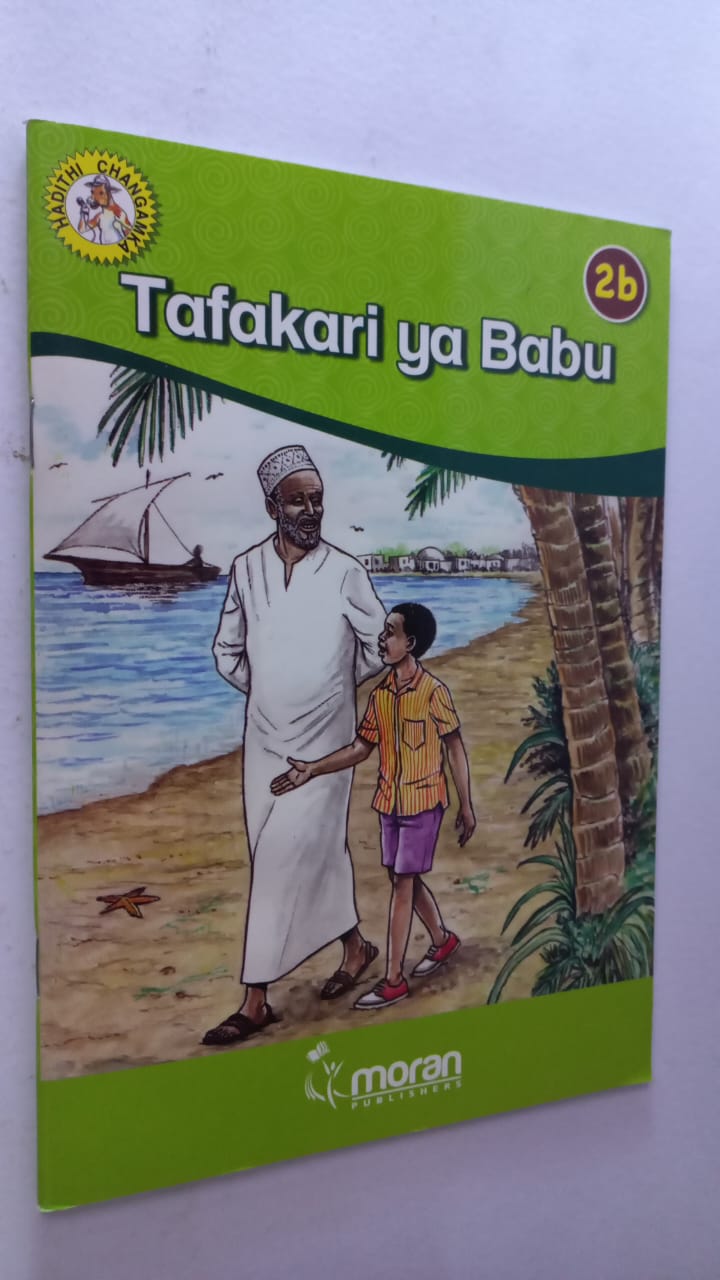 HADITHI CHANGAMKA
2b
Tafakari ya Babu
moran
PUBLISHERS